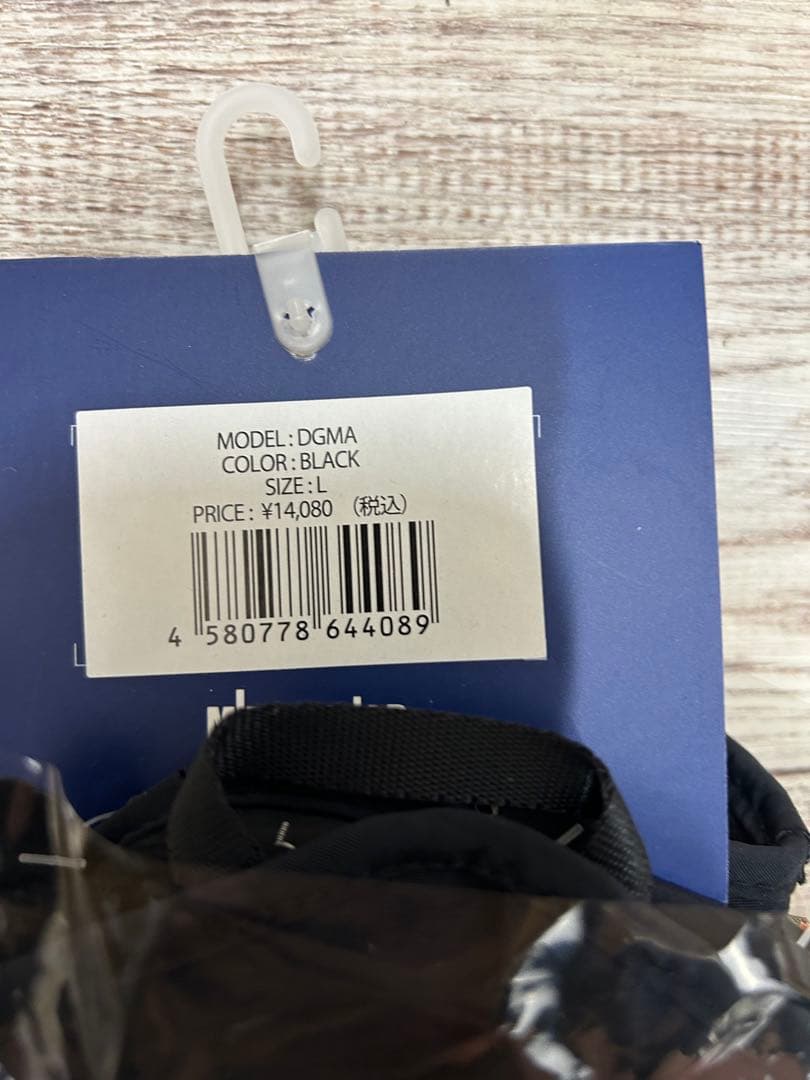 MODEL : DGMA
COLOR : BLACK
SIZE : L
PRICE : ¥14,080 （税込）
4 580778 644089